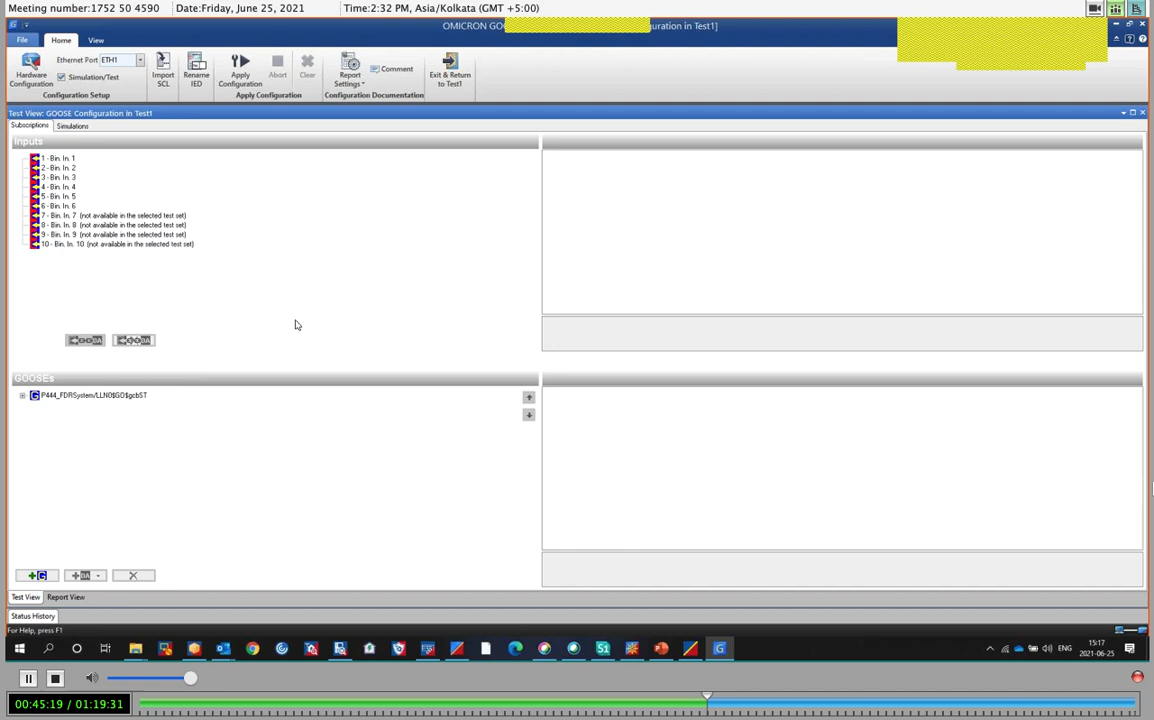 Meeting number:1752 50 4590 Date:Friday, June 25, 2021 Time:2:32 PM, Asia/Kolkata (GMT +5:00)
OMICRON GOO uration in Test1]
File Home View
Hardware Configuration
Ethernet Port ETH1
Simulation/Test
Import SCL
Rename IED
Apply Configuration
Abort
Clear
Report Settings
Comment
Exit & Return to Test1
Configuration Setup Apply Configuration Configuration Documentation
Test View: GOOSE Configuration in Test1
Subscriptions Simulations
Inputs
1 - Bin. In. 1
2 - Bin. In. 2
3 - Bin. In. 3
4 - Bin. In. 4
5 - Bin. In. 5
6 - Bin. In. 6
7 - Bin. In. 7 (not available in the selected test set)
8 - Bin. In. 8 (not available in the selected test set)
9 - Bin. In. 9 (not available in the selected test set)
10 - Bin. In. 10 (not available in the selected test set)
GOOSEs
P444_FDRSystem/LLN0$GO$gcbST
Test View Report View
Status History
For Help, press F1
ENG
15:17
2021-06-25
00:45:19 / 01:19:31